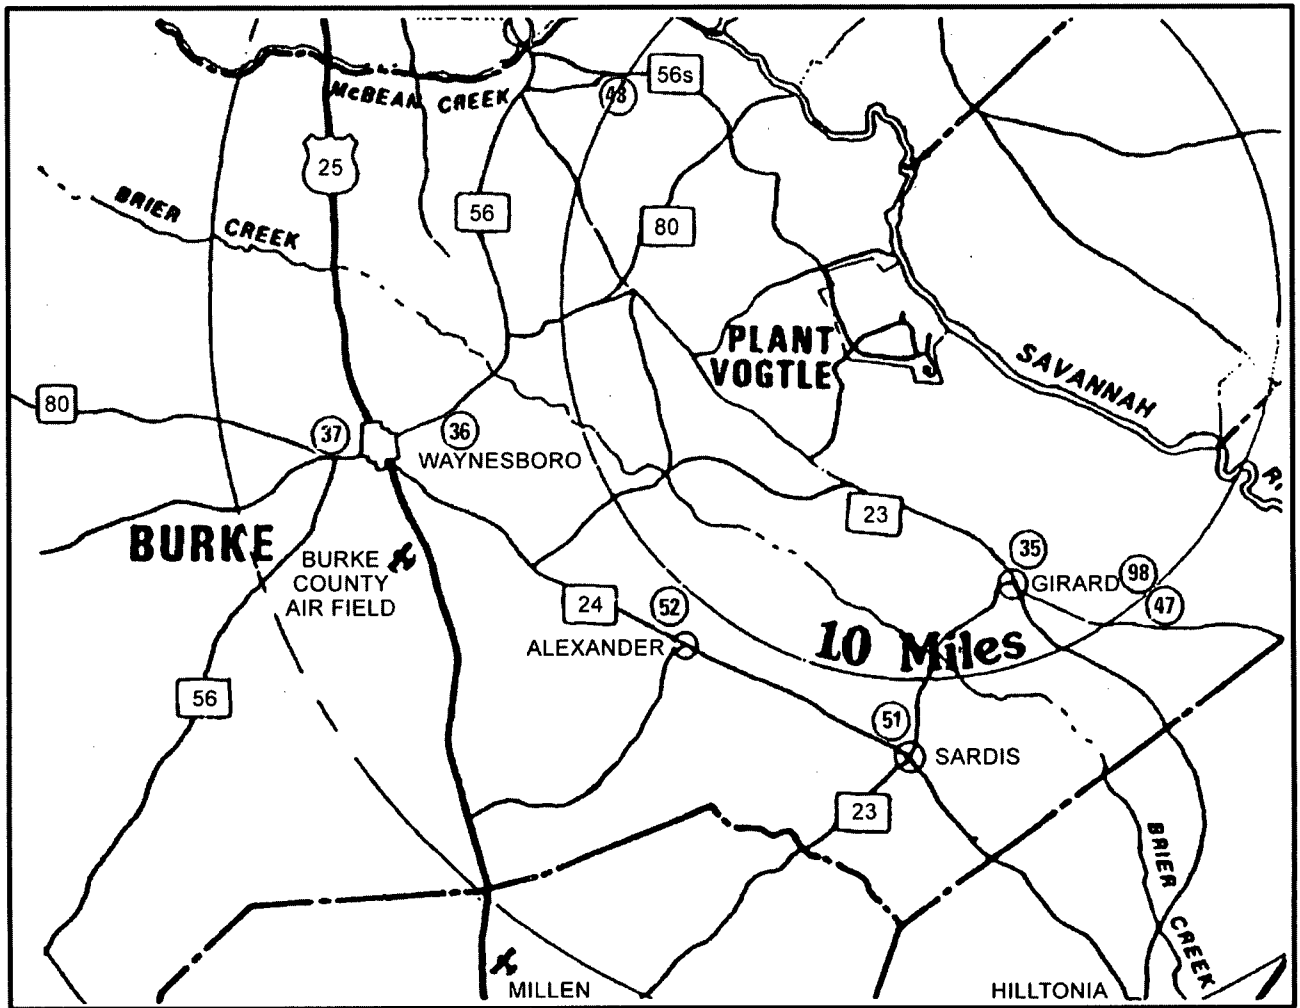 56s
43
McBEAN CREEK
25
BRIER CREEK
56
80
PLANT
VOGTLE
SAVANNAH
80
37
36
WAYNESBORO
R.
BURKE
23
BURKE
COUNTY
AIR FIELD
35
GIRARD
98
47
24
52
ALEXANDER
10 Miles
56
51
SARDIS
23
BRIER CREEK
MILLEN
HILLTONIA